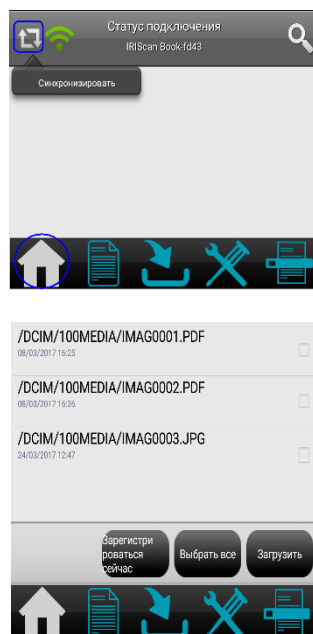 Статус подключения
IRIScan Book-fd43
Синхронизировать
/DCIM/100MEDIA/IMAG0001.PDF
08/03/2017 16:25
/DCIM/100MEDIA/IMAG0002.PDF
08/03/2017 16:26
/DCIM/100MEDIA/IMAG0003.JPG
24/03/2017 12:47
Зарегистри
роваться
сейчас
Выбрать все
Загрузить